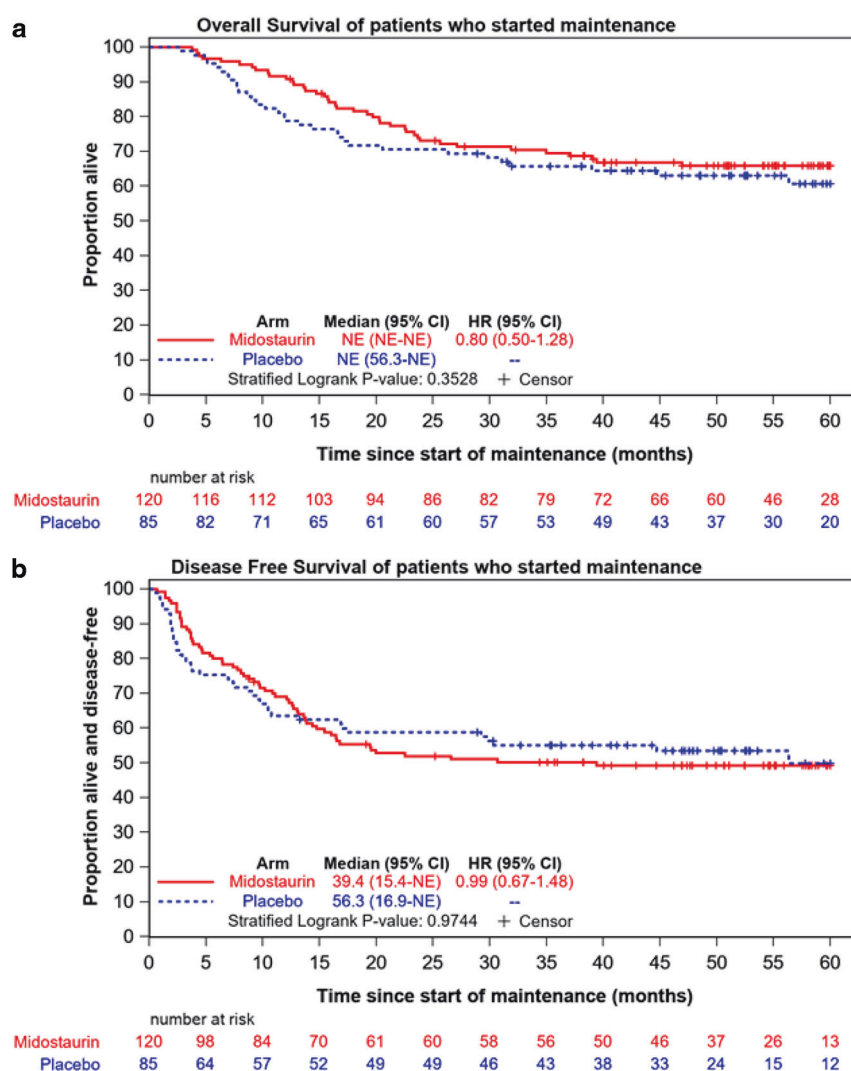 a
Overall Survival of patients who started maintenance
Proportion alive
100
90
80
70
60
50
40
30
20
10
0
Arm Median (95% CI) HR (95% CI)
Midostaurin NE (NE-NE) 0.80 (0.50-1.28)
Placebo NE (56.3-NE) --
Stratified Logrank P-value: 0.3528 + Censor
0 5 10 15 20 25 30 35 40 45 50 55 60
Time since start of maintenance (months)
number at risk
Midostaurin 120 116 112 103 94 86 82 79 72 66 60 46 28
Placebo 85 82 71 65 61 60 57 53 49 43 37 30 20
b
Disease Free Survival of patients who started maintenance
Proportion alive and disease-free
100
90
80
70
60
50
40
30
20
10
0
Arm Median (95% CI) HR (95% CI)
Midostaurin 39.4 (15.4-NE) 0.99 (0.67-1.48)
Placebo 56.3 (16.9-NE) --
Stratified Logrank P-value: 0.9744 + Censor
0 5 10 15 20 25 30 35 40 45 50 55 60
Time since start of maintenance (months)
number at risk
Midostaurin 120 98 84 70 61 60 58 56 50 46 37 26 13
Placebo 85 64 57 52 49 49 46 43 38 33 24 15 12